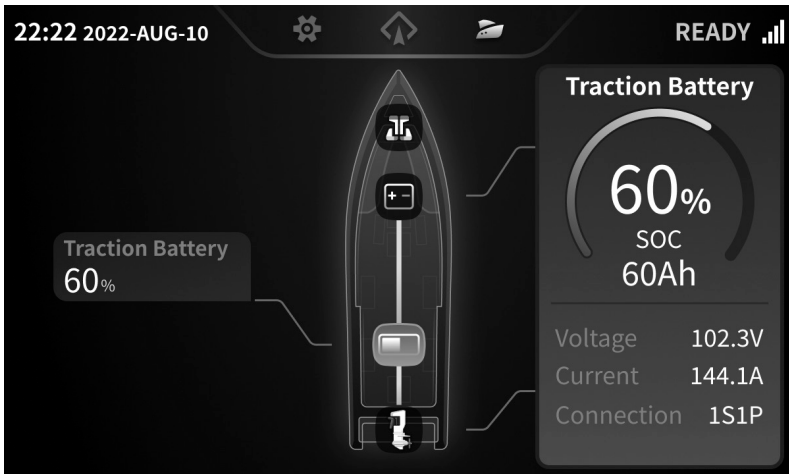 22:22 2022-AUG-10
READY
Traction Battery
60%
SOC
60Ah
Traction Battery
60%
Voltage 102.3V
Current 144.1A
Connection 1S1P